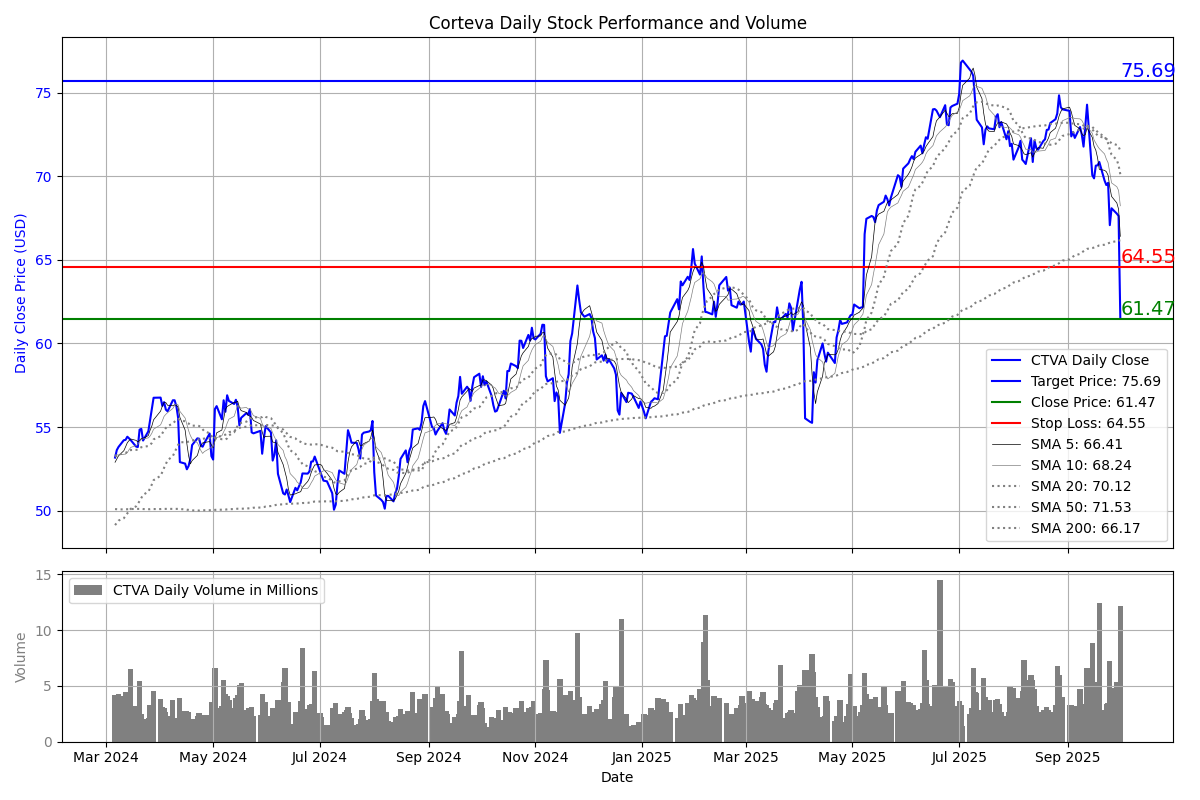 Corteva Daily Stock Performance and Volume
Daily Close Price (USD)
75
70
65
60
55
50
75.69
64.55
61.47
CTVA Daily Close
Target Price: 75.69
Close Price: 61.47
Stop Loss: 64.55
SMA 5: 66.41
SMA 10: 68.24
SMA 20: 70.12
SMA 50: 71.53
SMA 200: 66.17
Volume
15
10
5
0
CTVA Daily Volume in Millions
Mar 2024 May 2024 Jul 2024 Sep 2024 Nov 2024 Jan 2025 Mar 2025 May 2025 Jul 2025 Sep 2025
Date